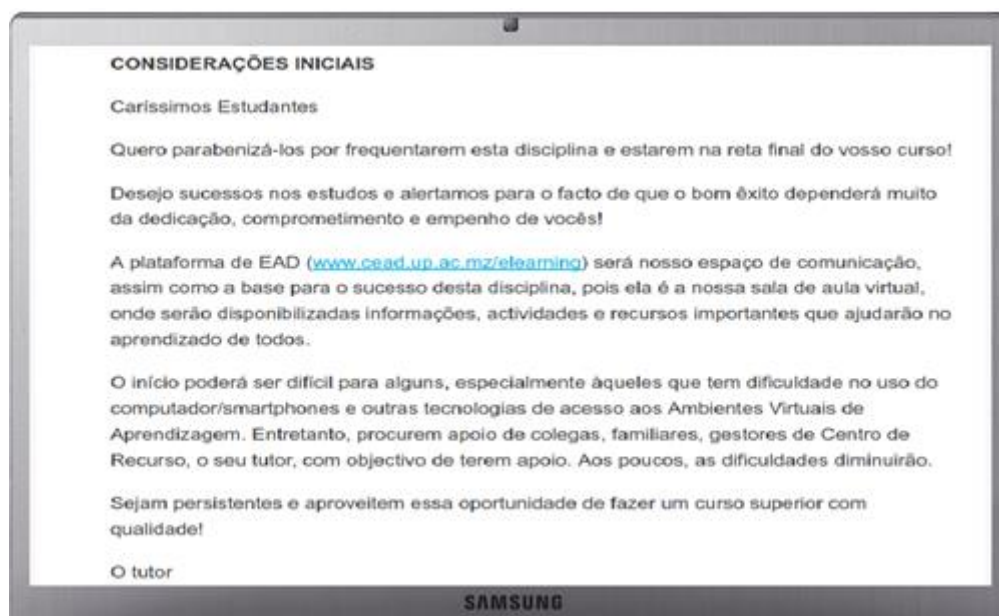 CONSIDERAÇÕES INICIAIS
Caríssimos Estudantes
Quero parabenizá-los por frequentarem esta disciplina e estarem na reta final do vosso curso!
Desejo sucessos nos estudos e alertamos para o facto de que o bom êxito dependerá muito
da dedicação, comprometimento e empenho de vocês!
A plataforma de EAD (www.cead.up.ac.mz/elearning) será nosso espaço de comunicação,
assim como a base para o sucesso desta disciplina, pois ela é a nossa sala de aula virtual,
onde serão disponibilizadas informações, actividades e recursos importantes que ajudarão no
aprendizado de todos.
O início poderá ser difícil para alguns, especialmente àqueles que tem dificuldade no uso do
computador/smartphones e outras tecnologias de acesso aos Ambientes Virtuais de
Aprendizagem. Entretanto, procurem apoio de colegas, familiares, gestores de Centro de
Recurso, o seu tutor, com objectivo de terem apoio. Aos poucos, as dificuldades diminuirão.
Sejam persistentes e aproveitem essa oportunidade de fazer um curso superior com
qualidade!
O tutor
SAMSUNG